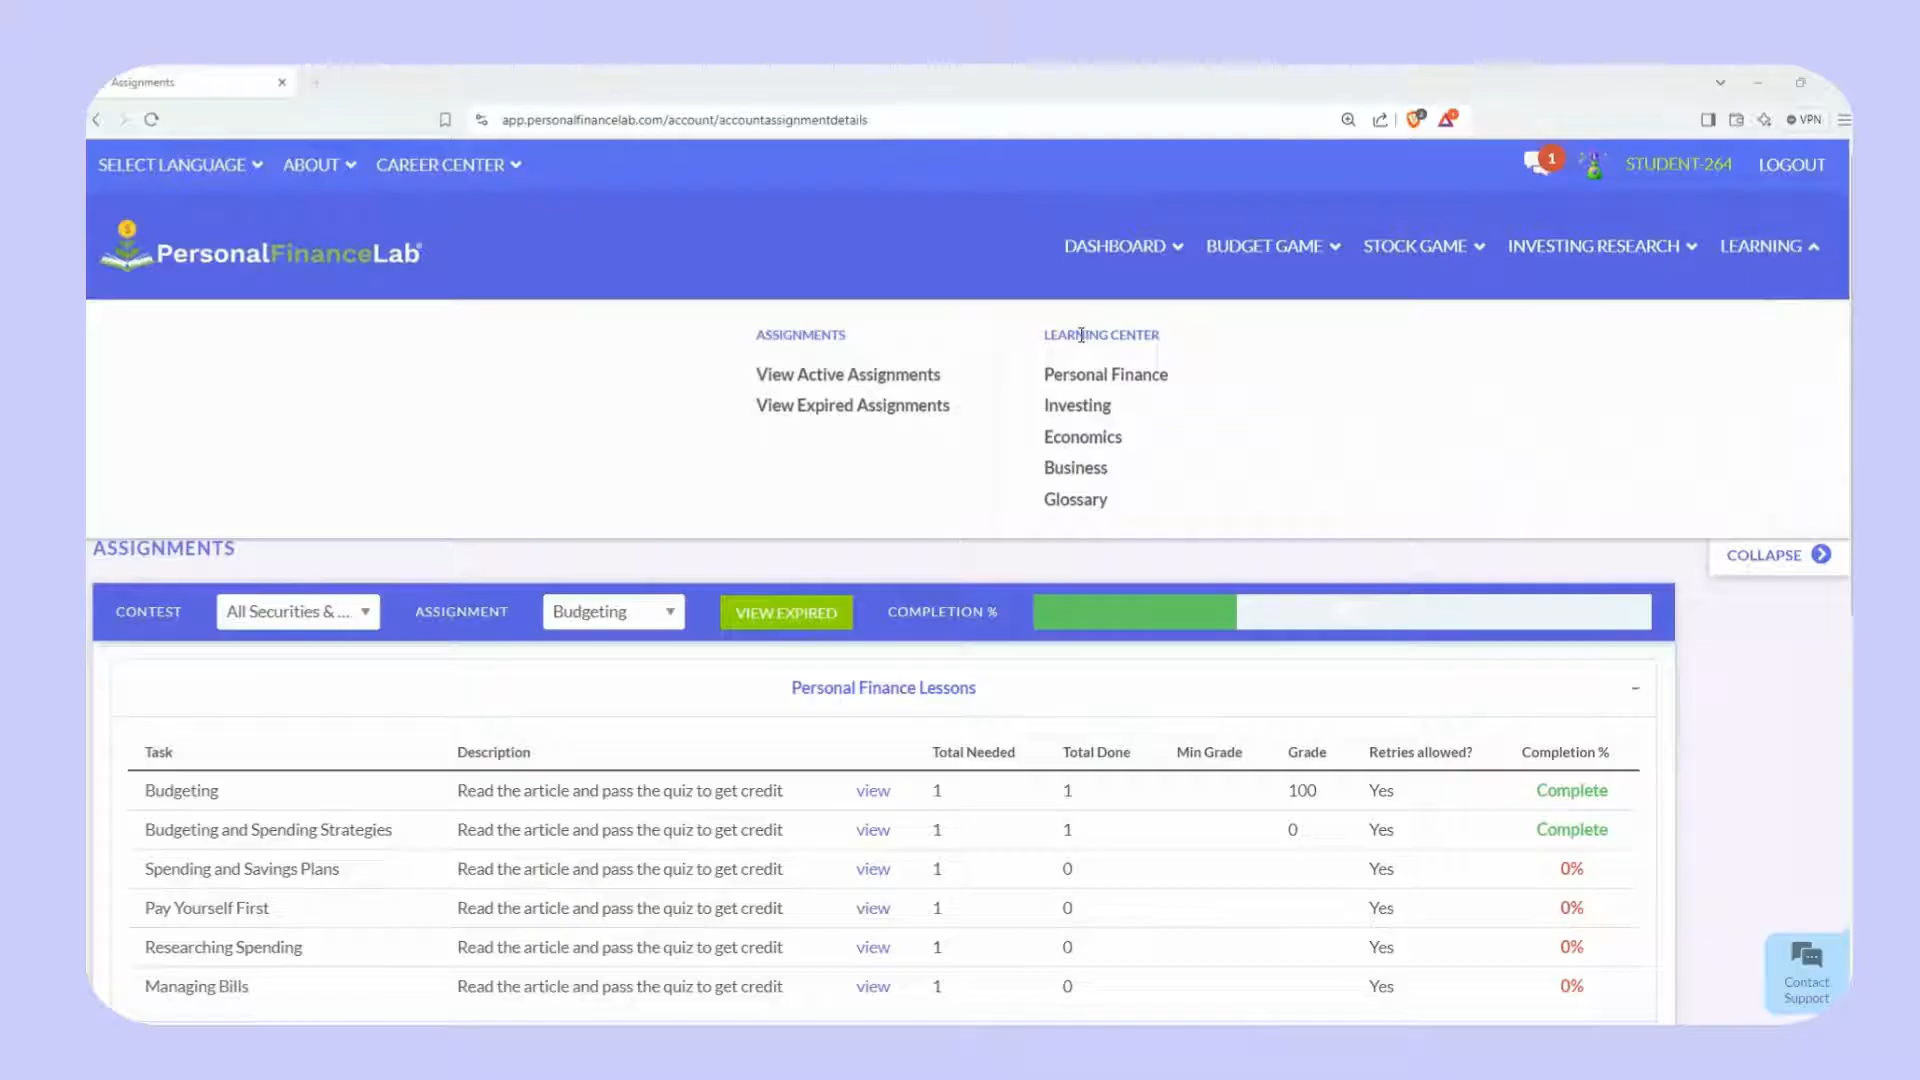 Assignments
app.personalfinancelab.com/account/accountassignmentdetails
VPN
SELECT LANGUAGE ABOUT CAREER CENTER
1 STUDENT-264 LOGOUT
PersonalFinanceLab
DASHBOARD BUDGET GAME STOCK GAME INVESTING RESEARCH LEARNING
ASSIGNMENTS
View Active Assignments
View Expired Assignments
LEARNING CENTER
Personal Finance
Investing
Economics
Business
Glossary
ASSIGNMENTS
COLLAPSE
CONTEST All Securities & ... ASSIGNMENT Budgeting VIEW EXPIRED COMPLETION %
Personal Finance Lessons
Task Description Total Needed Total Done Min Grade Grade Retries allowed? Completion %
Budgeting Read the article and pass the quiz to get credit view 1 1 100 Yes Complete
Budgeting and Spending Strategies Read the article and pass the quiz to get credit view 1 1 0 Yes Complete
Spending and Savings Plans Read the article and pass the quiz to get credit view 1 0 Yes 0%
Pay Yourself First Read the article and pass the quiz to get credit view 1 0 Yes 0%
Researching Spending Read the article and pass the quiz to get credit view 1 0 Yes 0%
Managing Bills Read the article and pass the quiz to get credit view 1 0 Yes 0%
Contact
Support